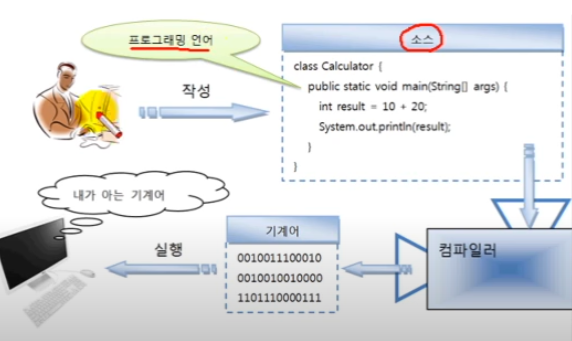 프로그래밍 언어
소스
class Calculator {
public static void main(String[] args) {
int result = 10 + 20;
System.out.println(result);
}
}
작성
내가 아는 기계어
실행
기계어
0010011100010
0010010010000
1101110000111
컴파일러